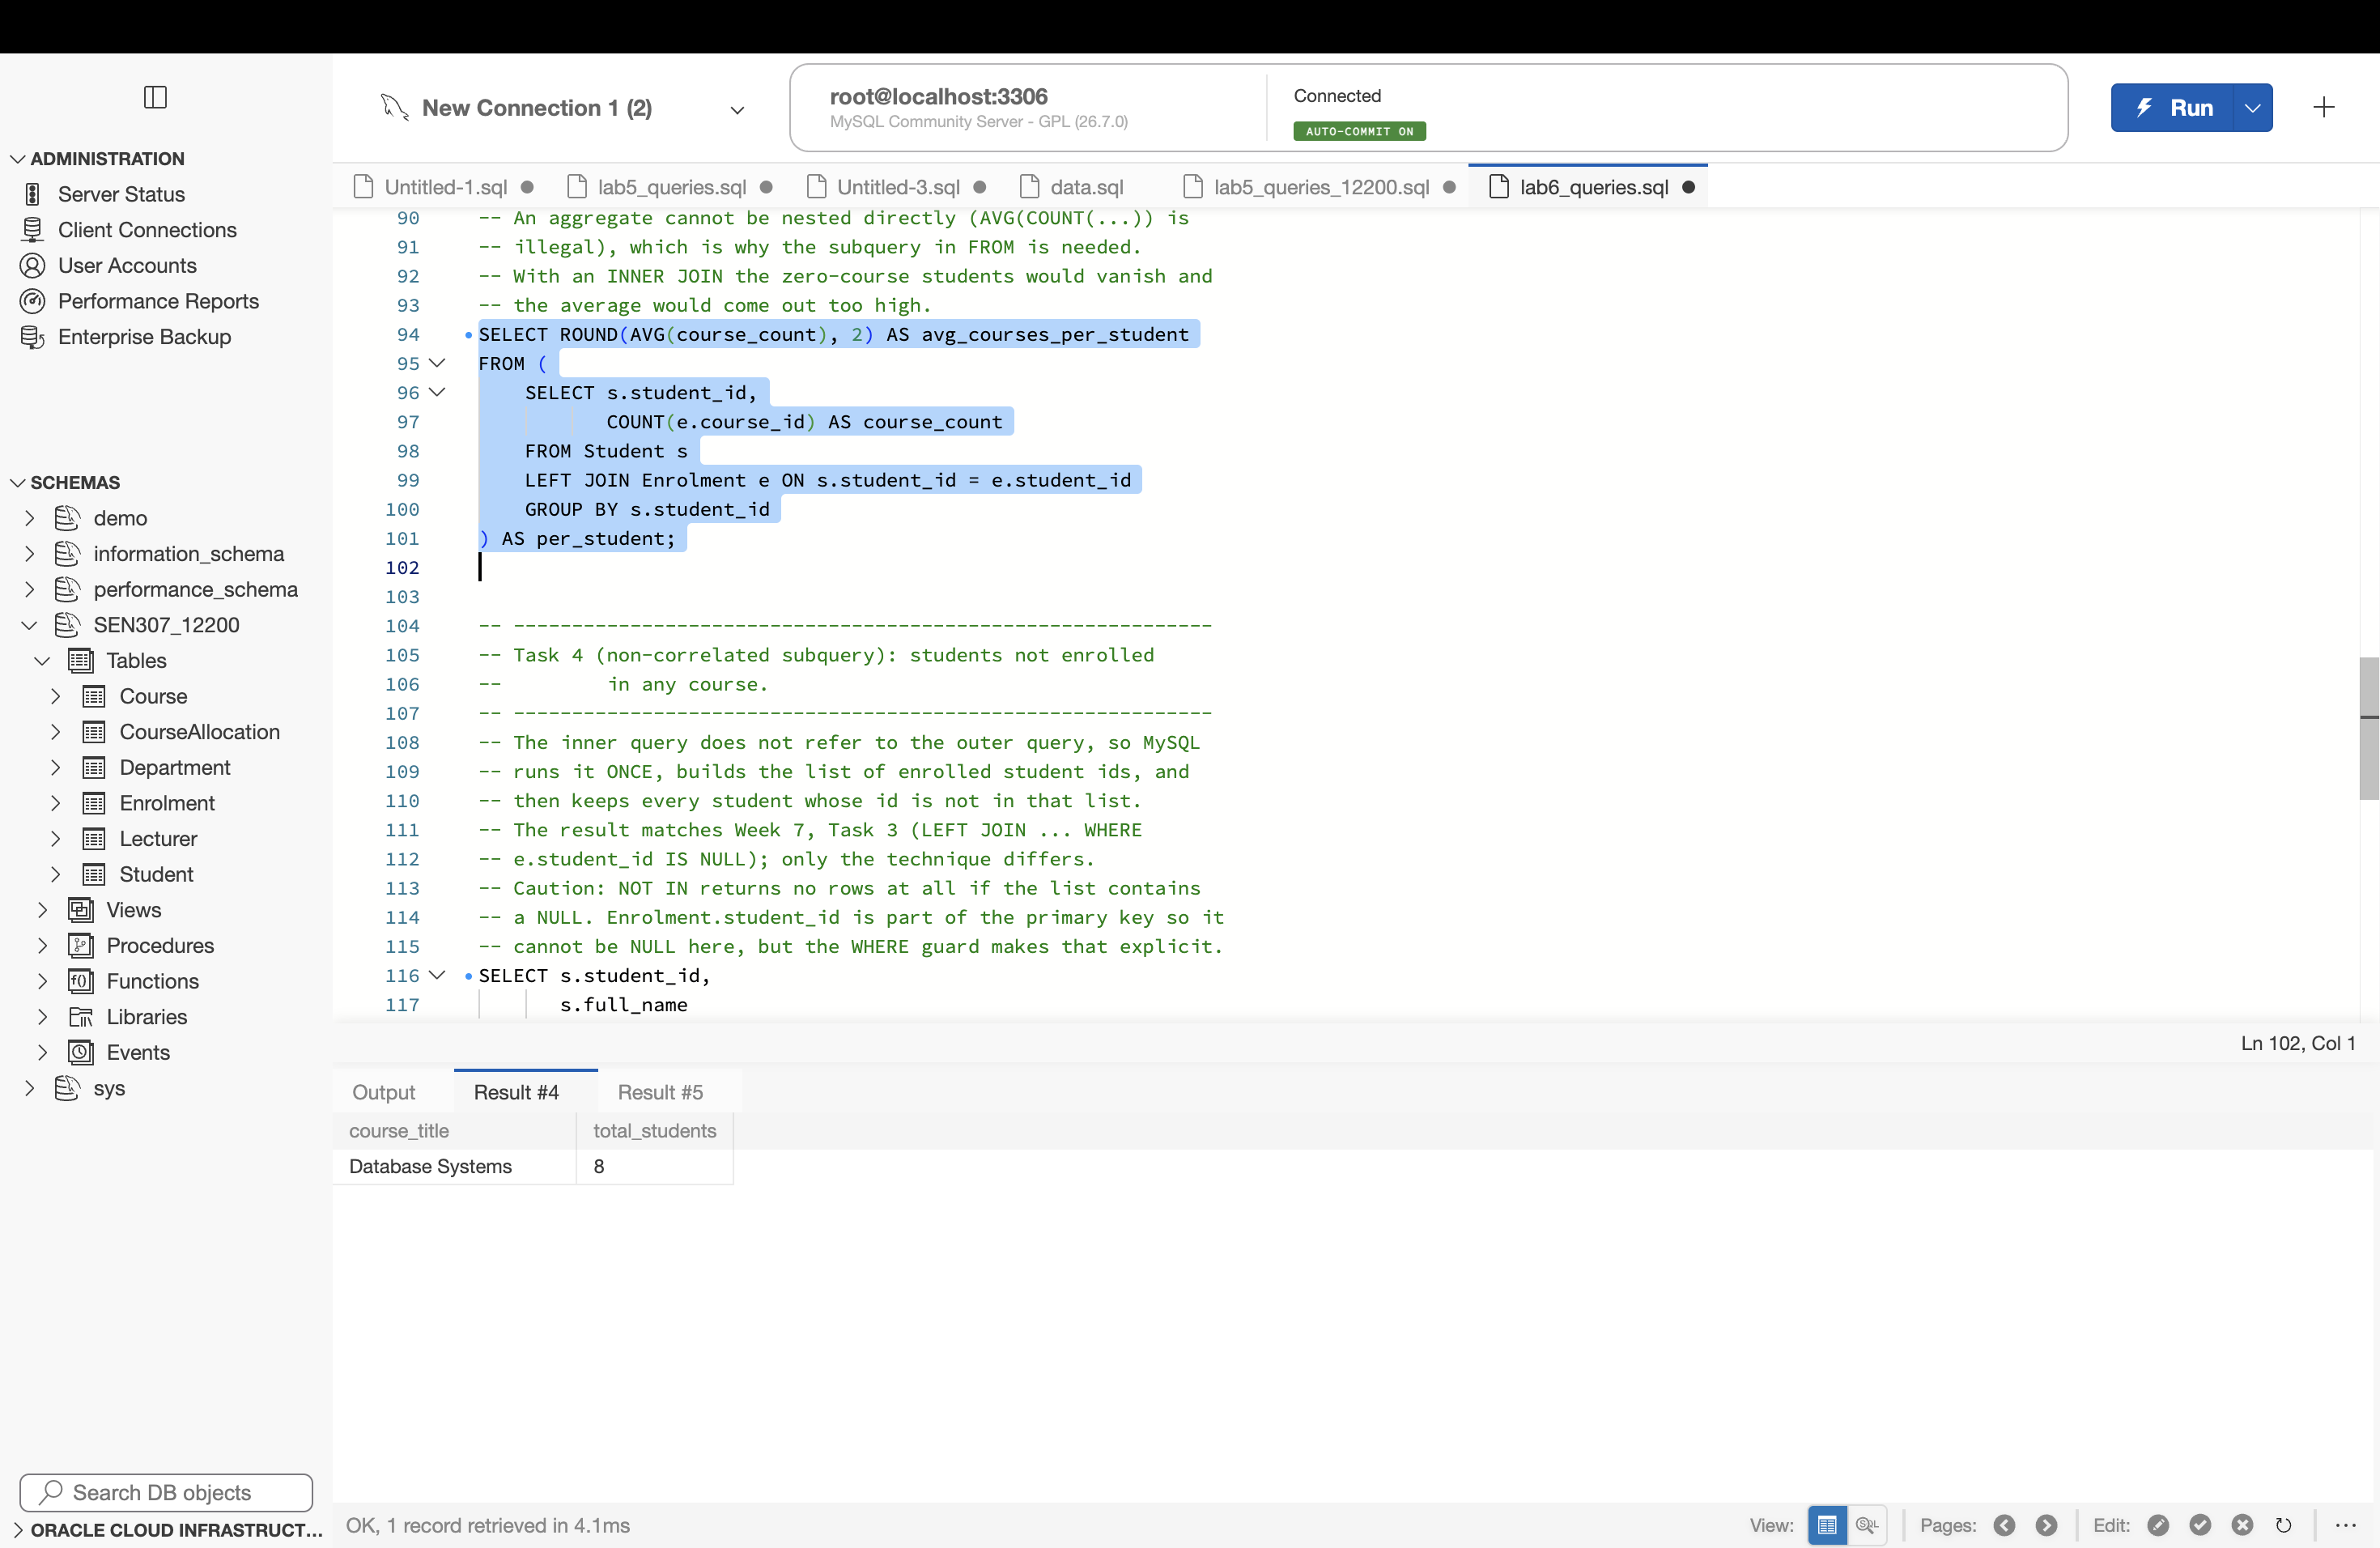 New Connection 1 (2)
root@localhost:3306
MySQL Community Server - GPL (26.7.0)
Connected
AUTO-COMMIT ON
Run
ADMINISTRATION
Server Status
Client Connections
User Accounts
Performance Reports
Enterprise Backup
SCHEMAS
demo
information_schema
performance_schema
SEN307_12200
Tables
Course
CourseAllocation
Department
Enrolment
Lecturer
Student
Views
Procedures
Functions
Libraries
Events
sys
Search DB objects
ORACLE CLOUD INFRASTRUCT...
Untitled-1.sql lab5_queries.sql Untitled-3.sql data.sql lab5_queries_12200.sql lab6_queries.sql
90 -- An aggregate cannot be nested directly (AVG(COUNT(...)) is
91 -- illegal), which is why the subquery in FROM is needed.
92 -- With an INNER JOIN the zero-course students would vanish and
93 -- the average would come out too high.
94 SELECT ROUND(AVG(course_count), 2) AS avg_courses_per_student
95 FROM (
96 SELECT s.student_id,
97 COUNT(e.course_id) AS course_count
98 FROM Student s
99 LEFT JOIN Enrolment e ON s.student_id = e.student_id
100 GROUP BY s.student_id
101 ) AS per_student;
102
103
104 -- ------------------------------------------------------------
105 -- Task 4 (non-correlated subquery): students not enrolled
106 -- in any course.
107 -- ------------------------------------------------------------
108 -- The inner query does not refer to the outer query, so MySQL
109 -- runs it ONCE, builds the list of enrolled student ids, and
110 -- then keeps every student whose id is not in that list.
111 -- The result matches Week 7, Task 3 (LEFT JOIN ... WHERE
112 -- e.student_id IS NULL); only the technique differs.
113 -- Caution: NOT IN returns no rows at all if the list contains
114 -- a NULL. Enrolment.student_id is part of the primary key so it
115 -- cannot be NULL here, but the WHERE guard makes that explicit.
116 SELECT s.student_id,
117 s.full_name
Ln 102, Col 1
Output Result #4 Result #5
course_title total_students
Database Systems 8
OK, 1 record retrieved in 4.1ms
View: SQL Pages: Edit: